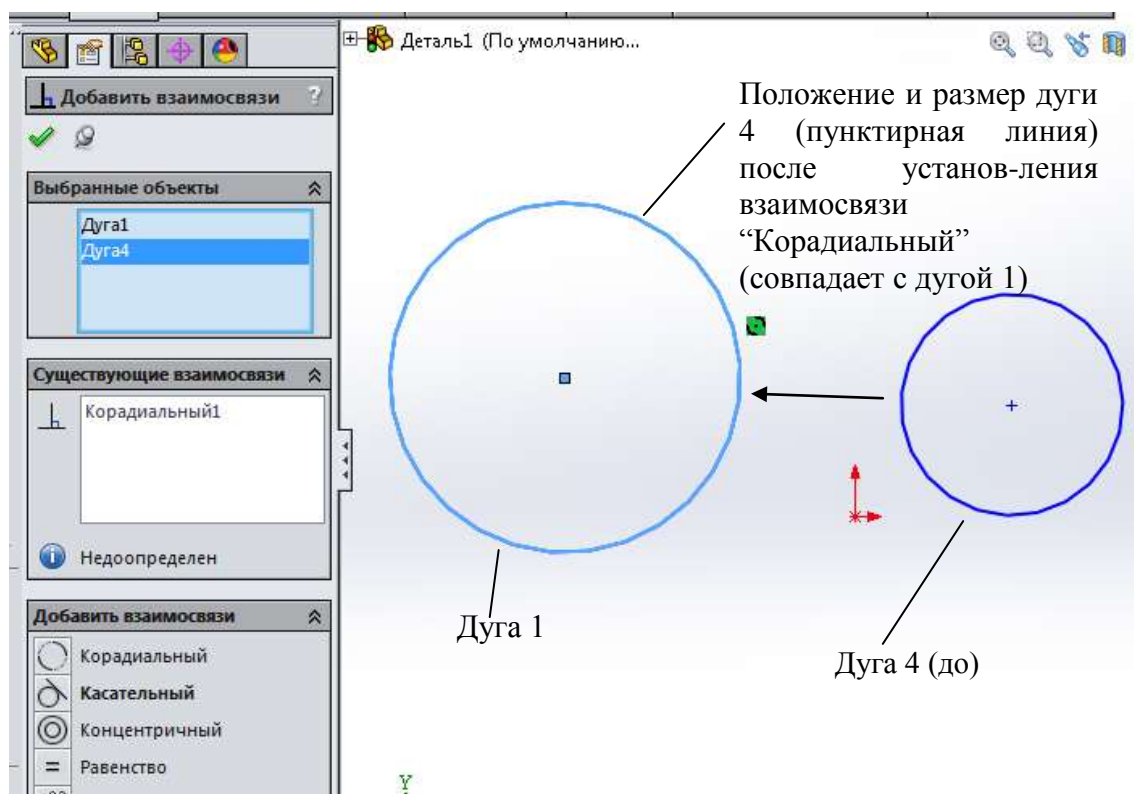 Деталь1 (По умолчанию...
Добавить взаимосвязи ?
Выбранные объекты
Дуга1
Дуга4
Существующие взаимосвязи
Корадиальный1
Недоопределен
Добавить взаимосвязи
Корадиальный
Касательный
Концентричный
= Равенство
Положение и размер дуги
4 (пунктирная линия)
после установ-ления
взаимосвязи
“Корадиальный”
(совпадает с дугой 1)
Дуга 1
Дуга 4 (до)
Y